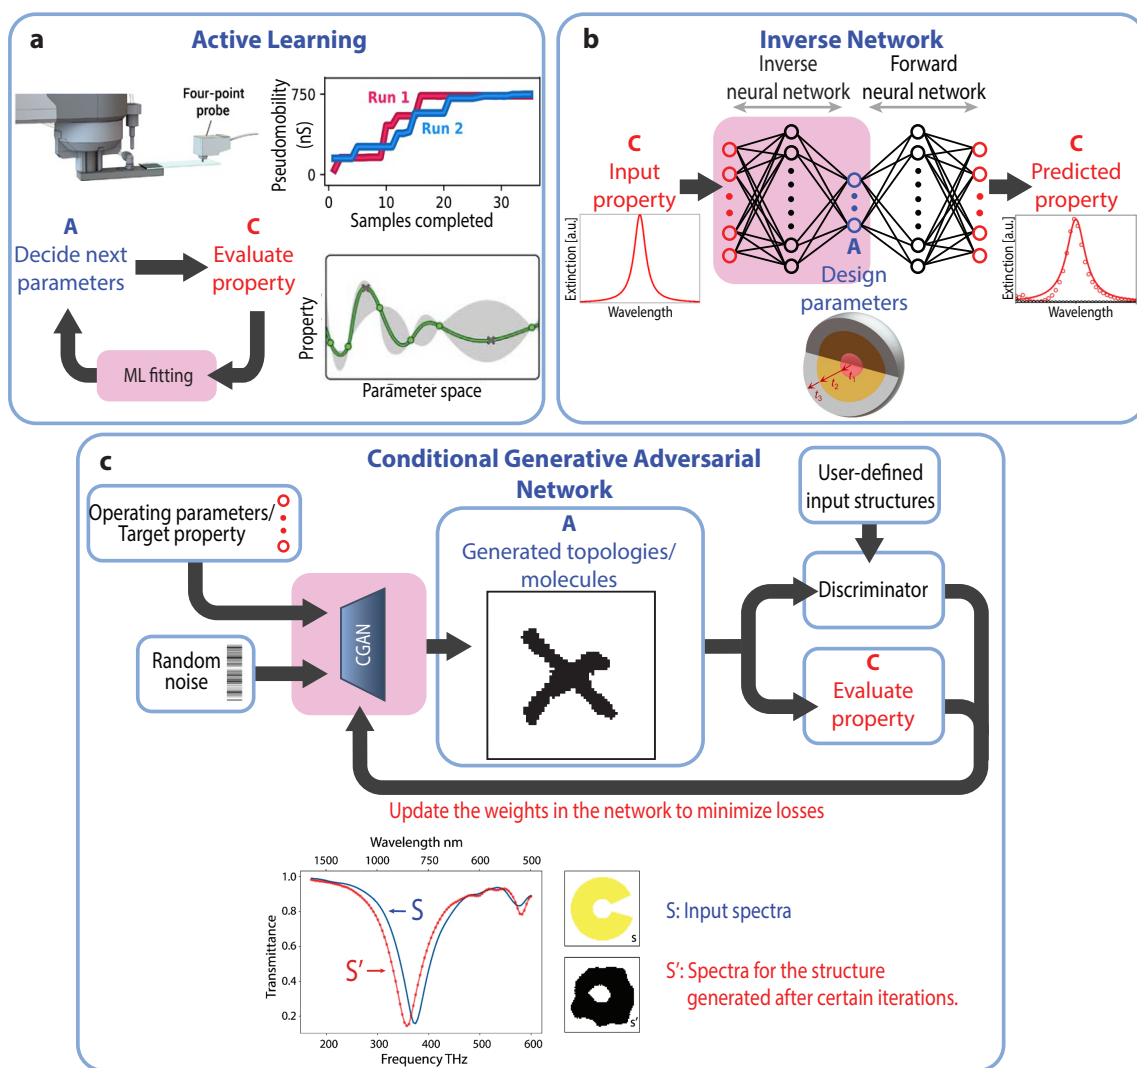 a
Active Learning
Four-point
probe
Pseudomobility
(nS)
750
0
Run 1
Run 2
0 10 20 30
Samples completed
A
Decide next
parameters
C
Evaluate
property
ML fitting
Property
Parameter space
b
Inverse Network
Inverse
neural network
Forward
neural network
C
Input
property
Extinction [a.u.]
Wavelength
A
Design
parameters
t1
t2
t3
C
Predicted
property
Extinction [a.u.]
Wavelength
c
Conditional Generative Adversarial
Network
Operating parameters/
Target property
Random
noise
CGAN
A
Generated topologies/
molecules
User-defined
input structures
Discriminator
C
Evaluate
property
Update the weights in the network to minimize losses
Wavelength nm
1500 1000 750 600 500
Transmittance
1.0
0.8
0.6
0.4
0.2
S
S'
200 300 400 500 600
Frequency THz
s
s'
S: Input spectra
S': Spectra for the structure
generated after certain iterations.